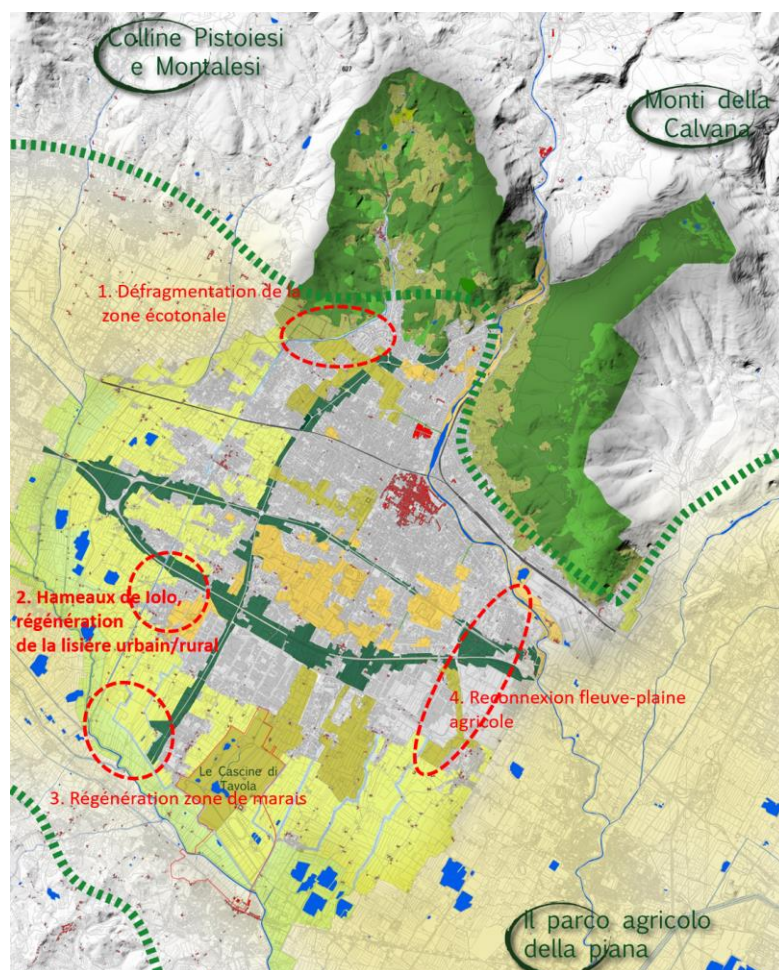 Colline Pistoiesi
e Montalesi
Monti della
Calvana
1. Défragmentation de la
zone écotonale
2. Hameaux de Iolo,
régénération
de la lisière urbain/rural
4. Reconnexion fleuve-plaine
agricole
Le Cascine di
Tavola
3. Régénération zone de marais
Il parco agricolo
della piana